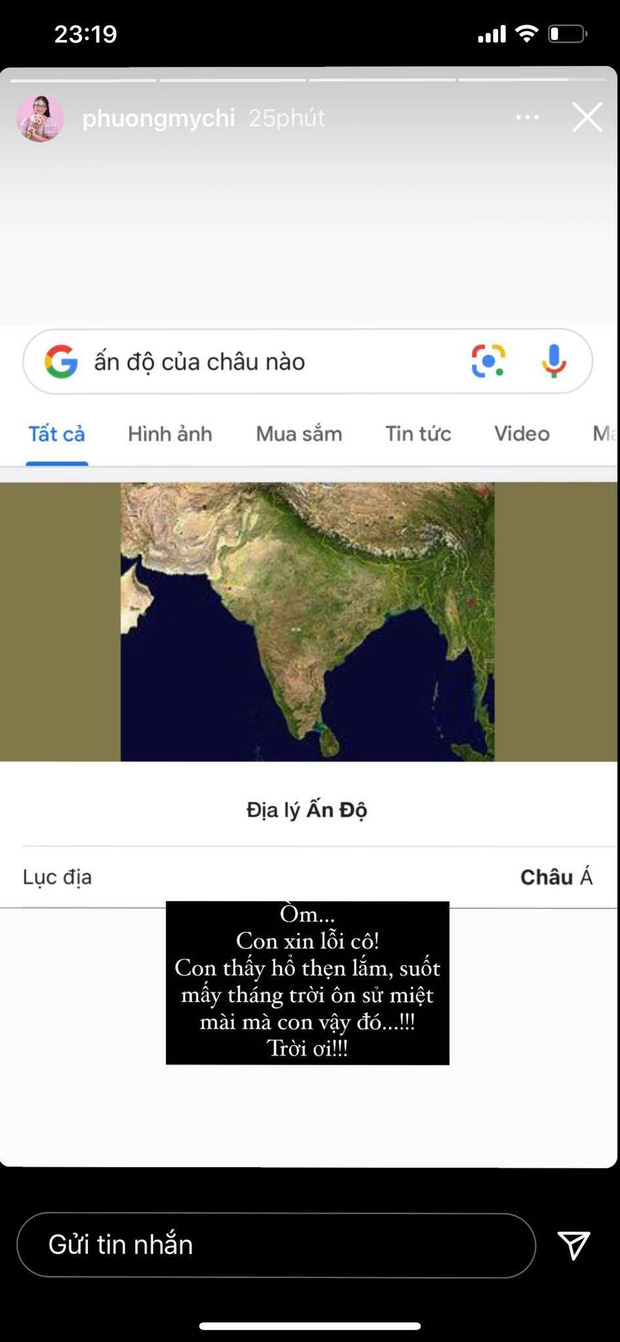 23:19
phuongmychi 25phút
ấn độ của châu nào
Tất cả Hình ảnh Mua sắm Tin tức Video
Địa lý Ấn Độ
Lục địa Châu Á
Òm...
Con xin lỗi cô!
Con thấy hổ thẹn lắm, suốt
mấy tháng trời ôn sử miệt
mài mà con vậy đó...!!!
Trời ơi!!!
Gửi tin nhắn